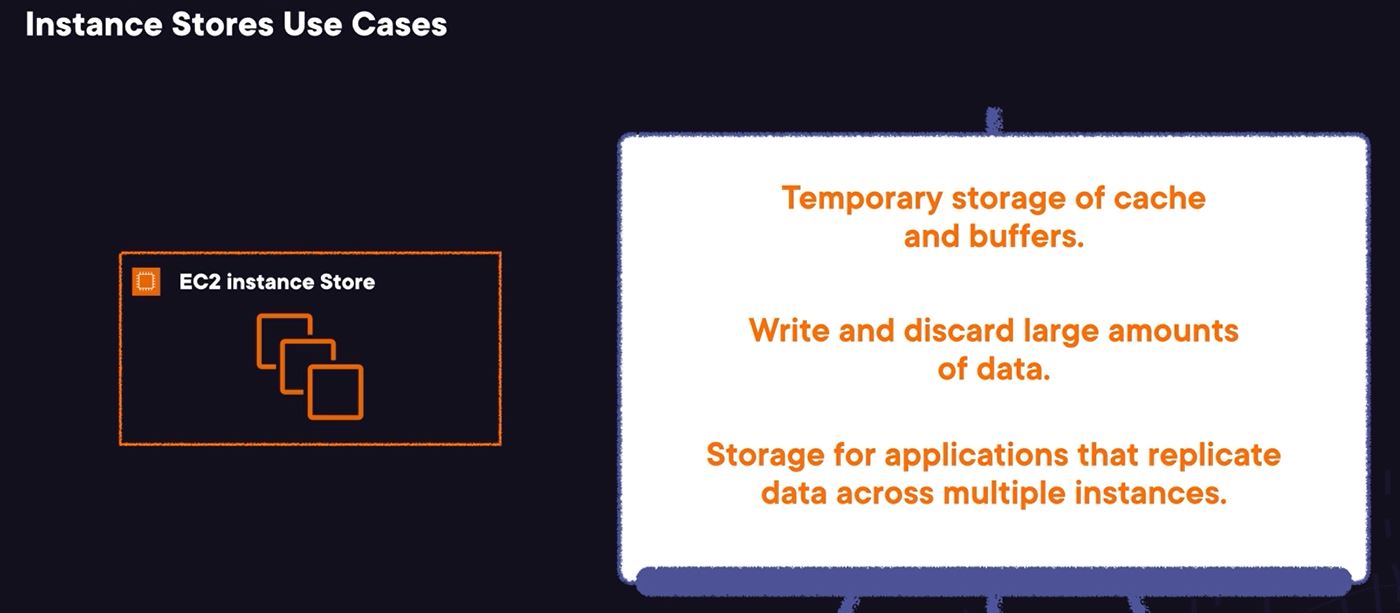 Instance Stores Use Cases
EC2 instance Store
Temporary storage of cache
and buffers.
Write and discard large amounts
of data.
Storage for applications that replicate
data across multiple instances.